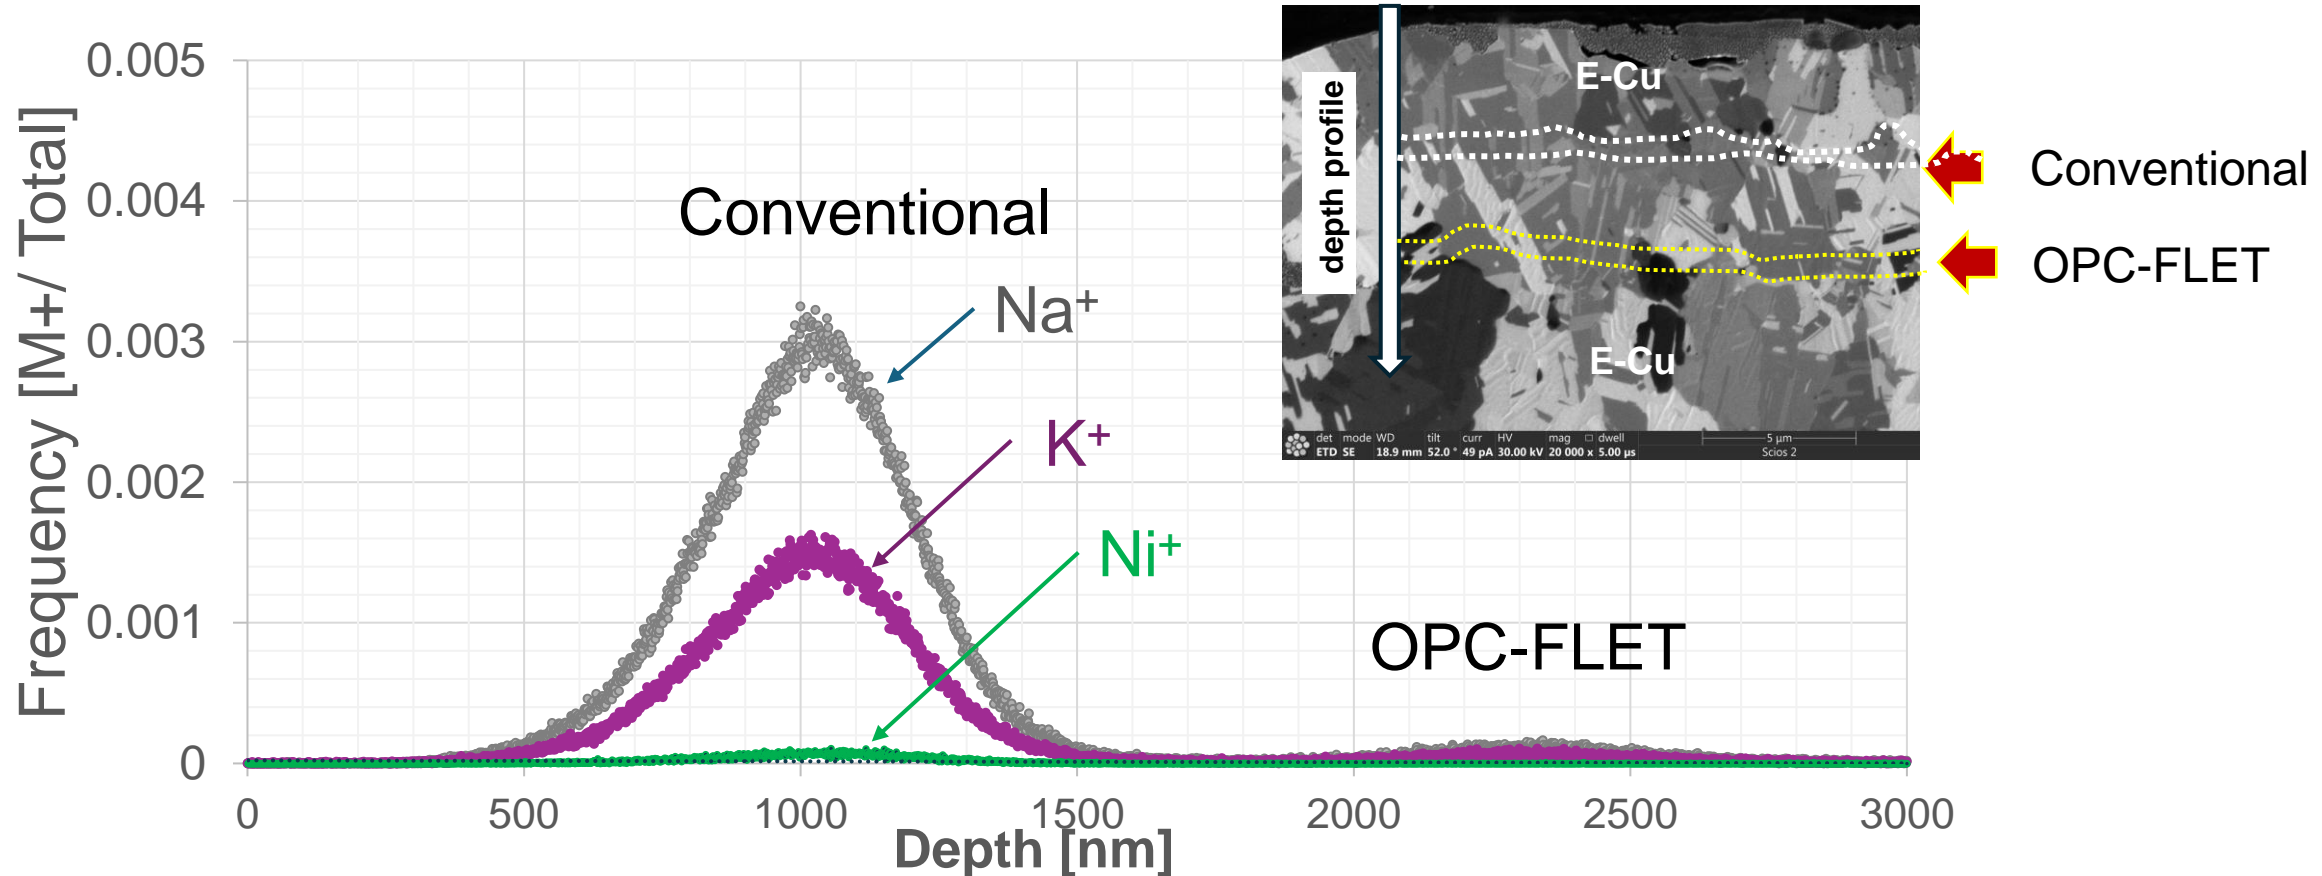 Frequency [M+/ Total]
0.005
0.004
0.003
0.002
0.001
0
0
500
1000
1500
2000
2500
3000
Depth [nm]
Conventional
Na⁺
K⁺
Ni⁺
OPC-FLET
depth profile
E-Cu
E-Cu
Conventional
OPC-FLET
det mode WD tilt curr HV mag □ dwell
ETD SE 18.9 mm 52.0 ° 49 pA 30.00 kV 20 000 x 5.00 µs
5 µm
Scios 2